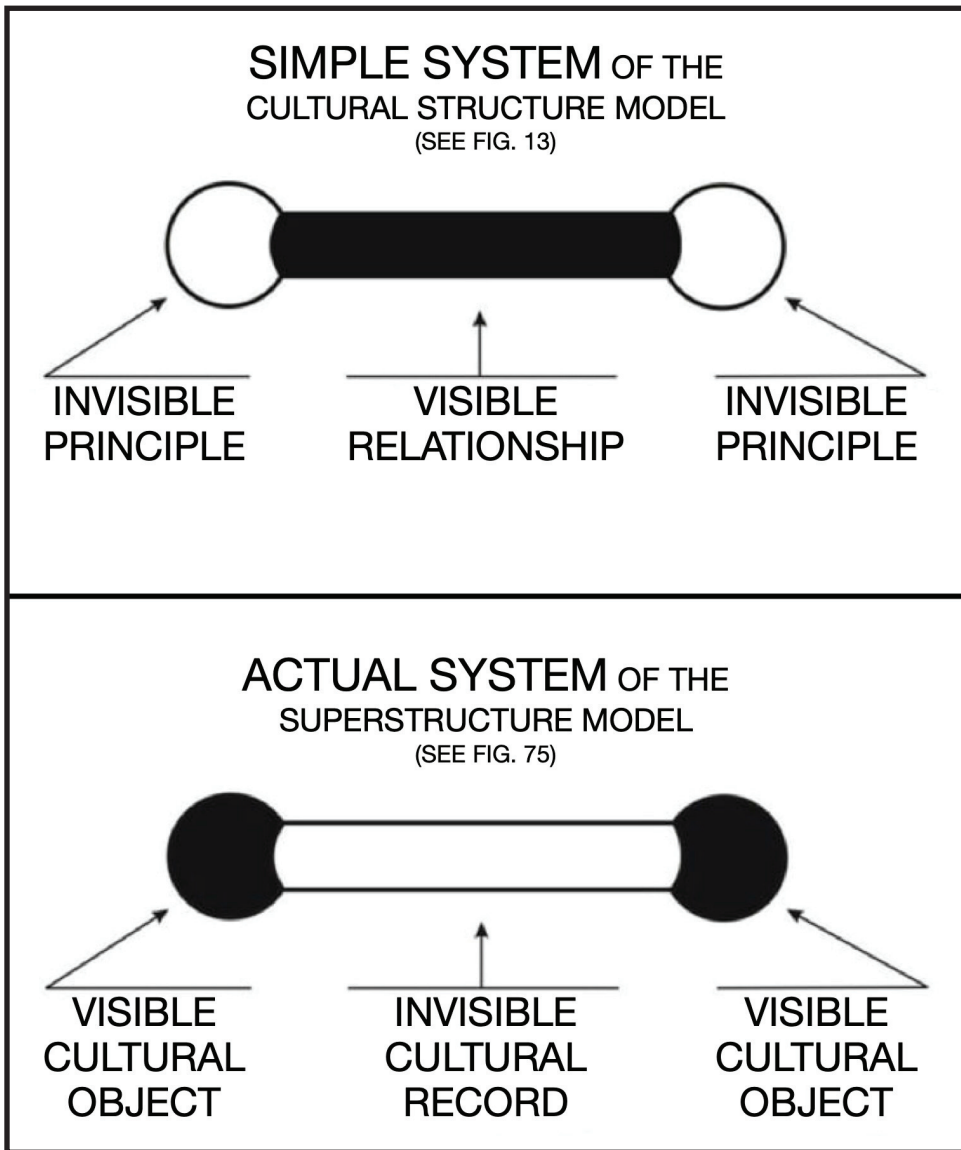 SIMPLE SYSTEM OF THE
CULTURAL STRUCTURE MODEL
(SEE FIG. 13)
INVISIBLE
PRINCIPLE
VISIBLE
RELATIONSHIP
INVISIBLE
PRINCIPLE
ACTUAL SYSTEM OF THE
SUPERSTRUCTURE MODEL
(SEE FIG. 75)
VISIBLE
CULTURAL
OBJECT
INVISIBLE
CULTURAL
RECORD
VISIBLE
CULTURAL
OBJECT